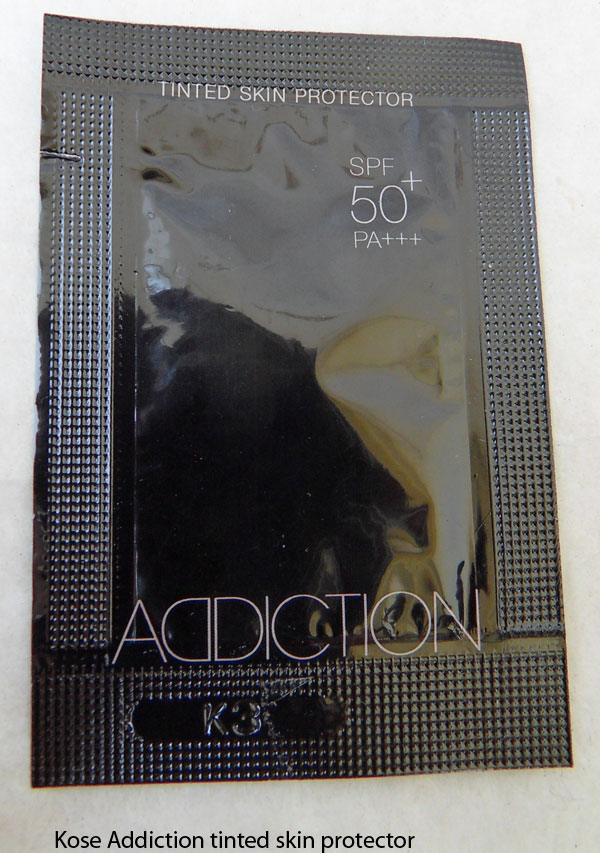 TINTED SKIN PROTECTOR
SPF
50+
PA+++
ADDICTION
K3
Kose Addiction tinted skin protector